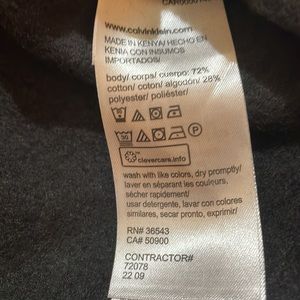 www.calvinklein.com
MADE IN KENYA/ HECHO EN
KENIA CON INSUMOS
body/ corps/ cuerpo: 72%
cotton/ coton/ algodón/ 28%
polyester/ poliéster/
clevercare.info
wash with like colors, dry promptly/
laver en séparant les couleurs,
sécher rapidement/
usar detergente, lavar con colores
similares, secar pronto, exprimir/
RN# 36543
CA# 50900
CONTRACTOR#
72078
22 09